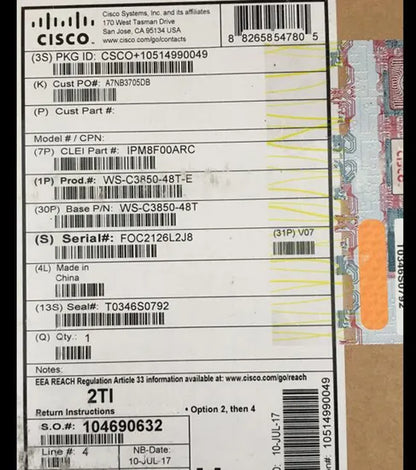 Cisco Systems, Inc. and its affiliates
170 West Tasman Drive
San Jose, CA 95134 USA
www.cisco.com/go/contacts
CISCO
8 82658 54780 5
(3S) PKG ID: CSCO+10514990049
(K) Cust PO#: A7NB3705DB
(P) Cust Part #:
Model # / CPN:
(7P) CLEI Part #: IPM8F00ARC
(1P) Prod.#: WS-C3850-48T-E
(30P) Base P/N: WS-C3850-48T
(S) Serial#: FOC2126L2J8
(31P) V07
(4L) Made in
China
(13S) Seal#: T0346S0792
(Q) Qty.: 1
Notes:
EEA REACH Regulation Article 33 information available at: www.cisco.com/go/reach
2TI
Return Instructions
• Option 2, then 4
S.O.#: 104690632
Line #: 4
NB-Date:
10-JUL-17
10-JUL-17
10514990049
T0346S0792